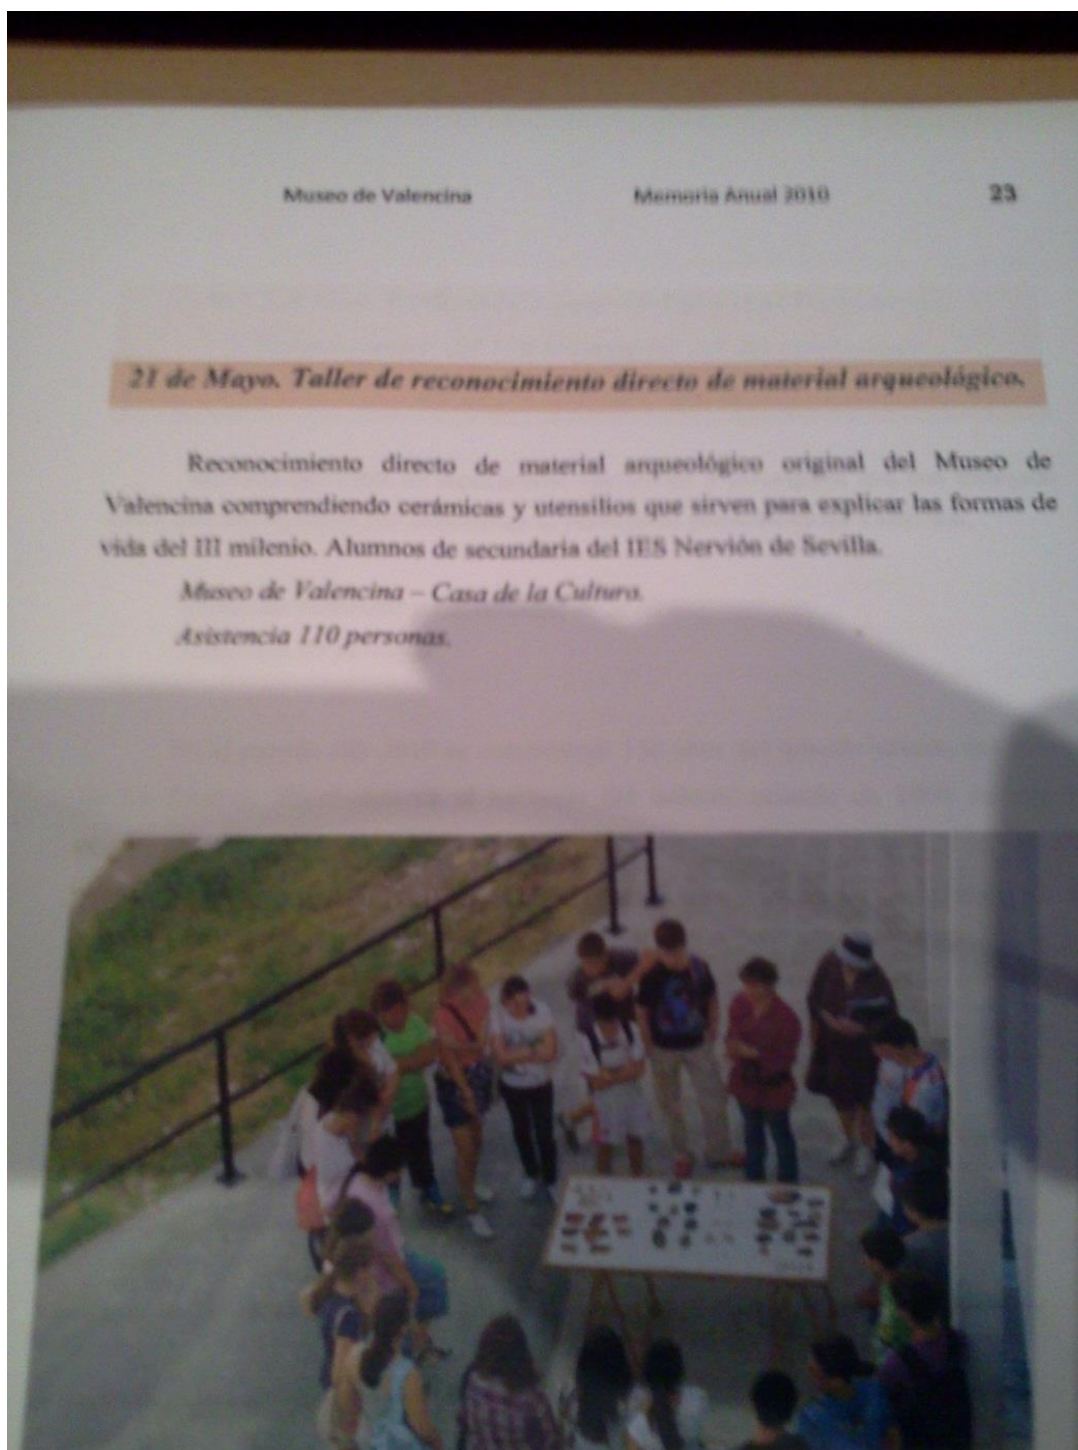 Museo de Valencina Memoria Anual 2010 23
21 de Mayo. Taller de reconocimiento directo de material arqueológico.
Reconocimiento directo de material arqueológico original del Museo de
Valencina comprendiendo cerámicas y utensilios que sirven para explicar las formas de
vida del III milenio. Alumnos de secundaria del IES Nervión de Sevilla.
Museo de Valencina – Casa de la Cultura.
Asistencia 110 personas.